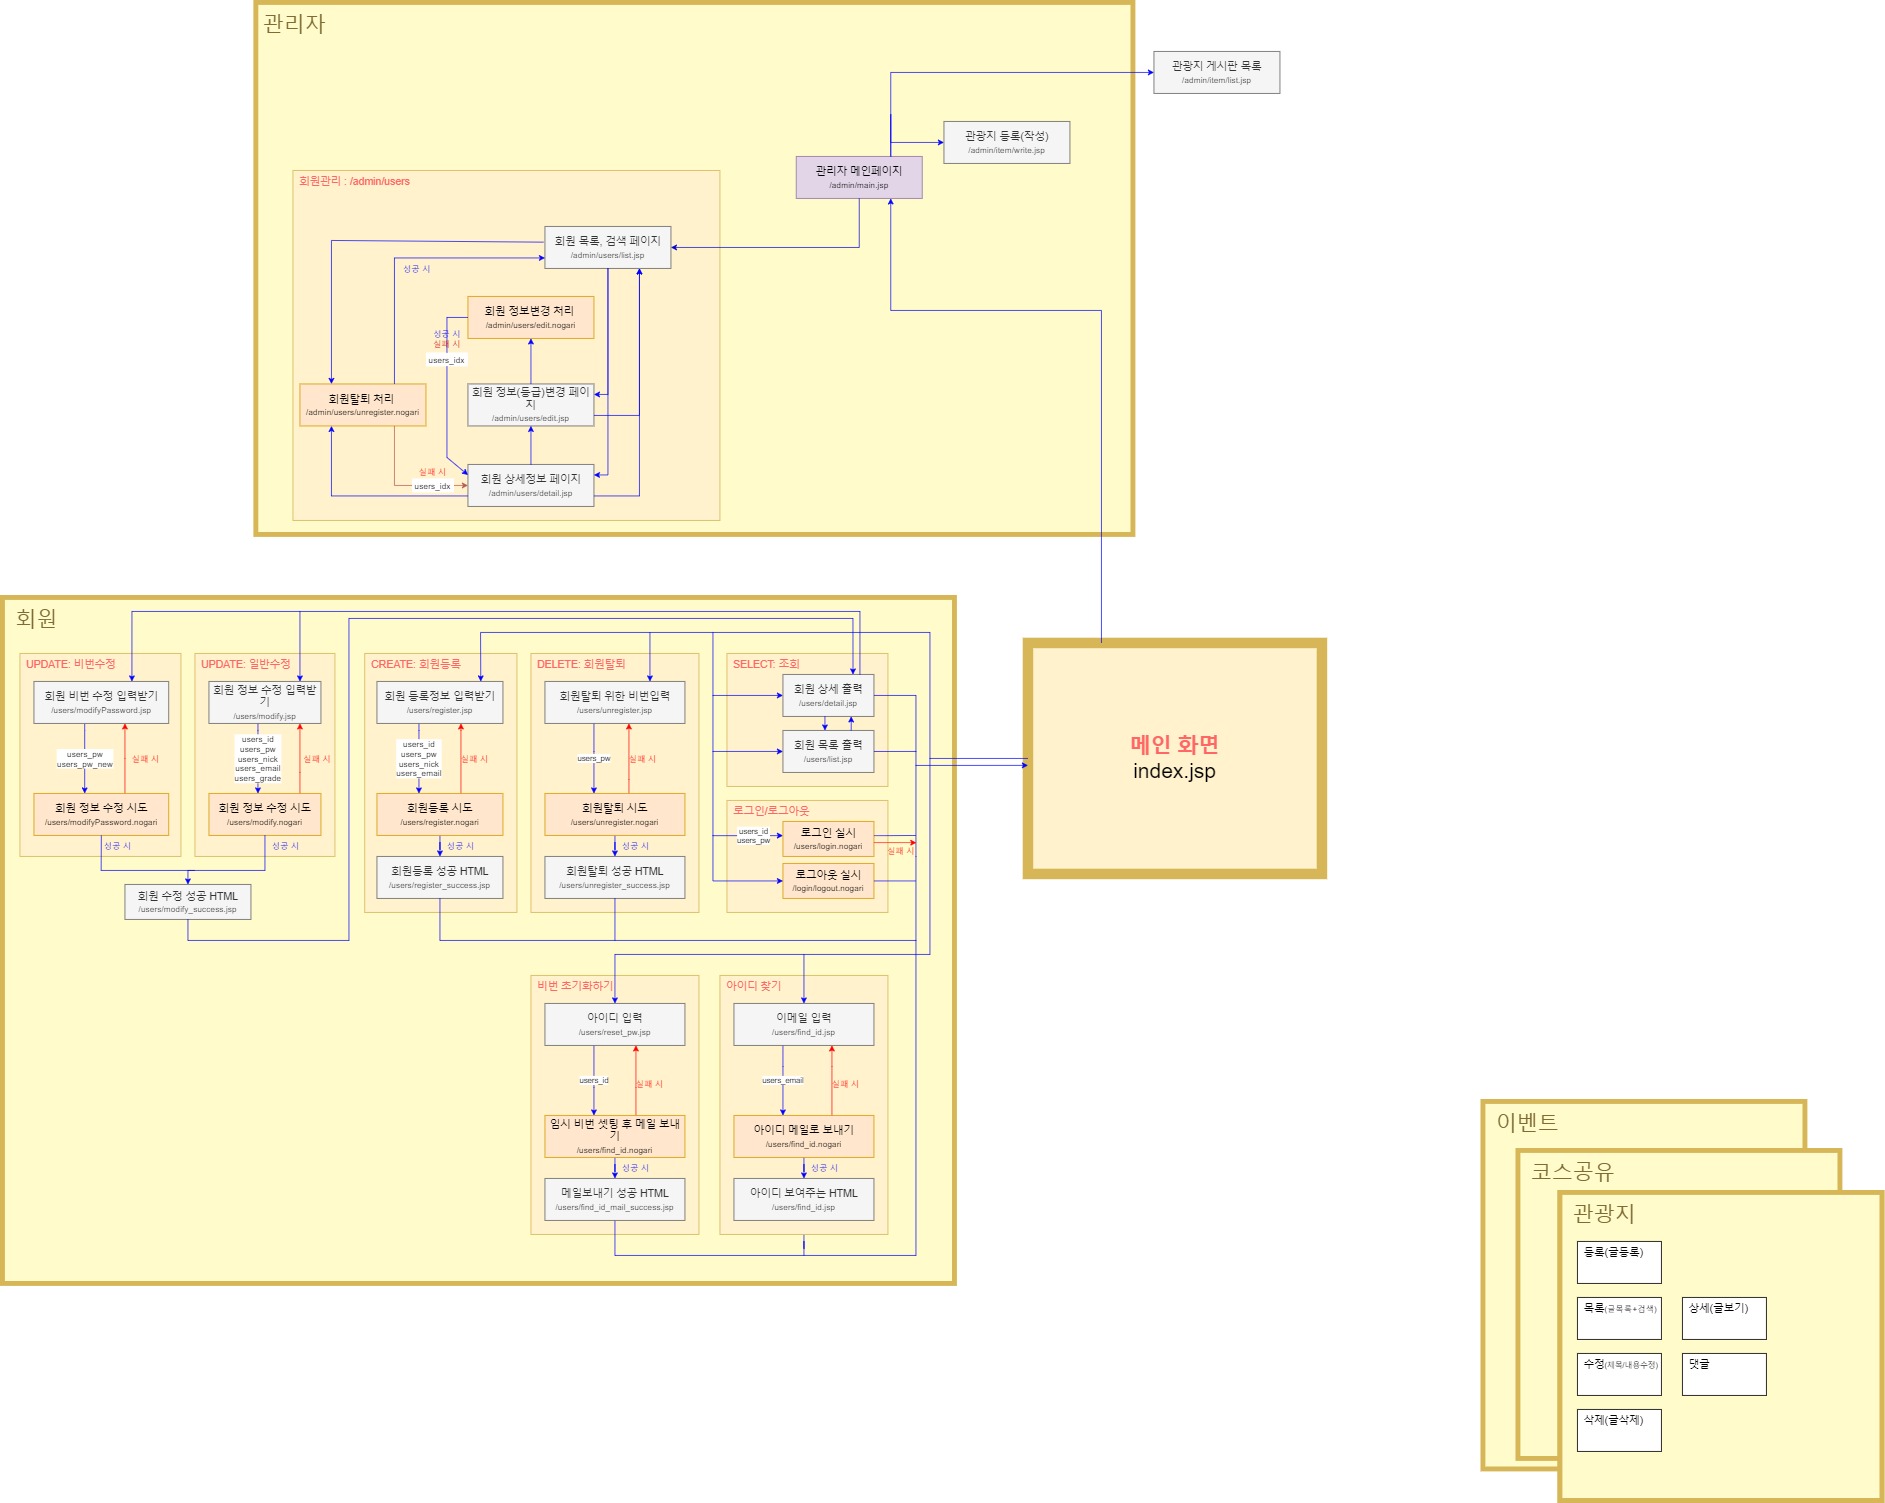 관리자
관광지 게시판 목록
/admin/item/list.jsp
관광지 등록(작성)
/admin/item/write.jsp
관리자 메인페이지
/admin/main.jsp
회원관리 : /admin/users
회원 목록, 검색 페이지
/admin/users/list.jsp
성공 시
회원 정보변경 처리
/admin/users/edit.nogari
성공 시
실패 시
users_idx
회원탈퇴 처리
/admin/users/unregister.nogari
회원 정보(등급)변경 페이
지
/admin/users/edit.jsp
실패 시
users_idx
회원 상세정보 페이지
/admin/users/detail.jsp
회원
UPDATE: 비번수정
회원 비번 수정 입력받기
/users/modifyPassword.jsp
users_pw
users_pw_new
실패 시
회원 정보 수정 시도
/users/modifyPassword.nogari
성공 시
UPDATE: 일반수정
회원 정보 수정 입력받
기
/users/modify.jsp
users_id
users_pw
users_nick
users_email
users_grade
실패 시
회원 정보 수정 시도
/users/modify.nogari
성공 시
회원 수정 성공 HTML
/users/modify_success.jsp
CREATE: 회원등록
회원 등록정보 입력받기
/users/register.jsp
users_id
users_pw
users_nick
users_email
실패 시
회원등록 시도
/users/register.nogari
성공 시
회원등록 성공 HTML
/users/register_success.jsp
DELETE: 회원탈퇴
회원탈퇴 위한 비번입력
/users/unregister.jsp
users_pw
실패 시
회원탈퇴 시도
/users/unregister.nogari
성공 시
회원탈퇴 성공 HTML
/users/unregister_success.jsp
SELECT: 조회
회원 상세 출력
/users/detail.jsp
회원 목록 출력
/users/list.jsp
로그인/로그아웃
users_id
users_pw
로그인 실시
/users/login.nogari
실패 시
로그아웃 실시
/login/logout.nogari
메인 화면
index.jsp
비번 초기화하기
아이디 입력
/users/reset_pw.jsp
users_id
실패 시
임시 비번 셋팅 후 메일 보내
기
/users/find_id.nogari
성공 시
메일보내기 성공 HTML
/users/find_id_mail_success.jsp
아이디 찾기
이메일 입력
/users/find_id.jsp
users_email
실패 시
아이디 메일로 보내기
/users/find_id.nogari
성공 시
아이디 보여주는 HTML
/users/find_id.jsp
이벤트
코스공유
관광지
등록(글등록)
목록(글목록+검색)
상세(글보기)
수정(제목/내용수정)
댓글
삭제(글삭제)